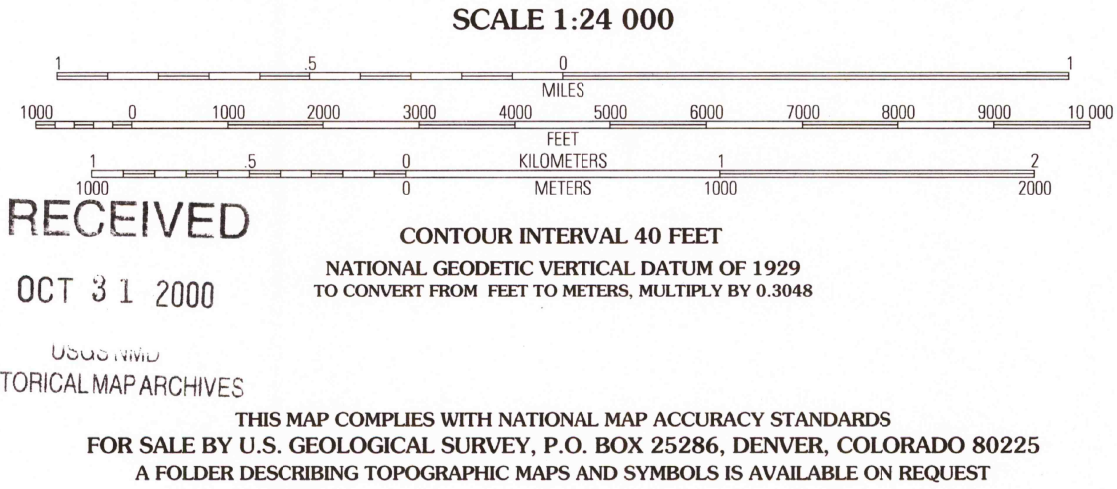 SCALE 1:24 000
1 .5 0 1
MILES
1000 0 1000 2000 3000 4000 5000 6000 7000 8000 9000 10 000
FEET
1 .5 0 KILOMETERS 1 2
1000 0 METERS 1000 2000
RECEIVED
OCT 31 2000
USGS NMD
TORICAL MAP ARCHIVES
CONTOUR INTERVAL 40 FEET
NATIONAL GEODETIC VERTICAL DATUM OF 1929
TO CONVERT FROM FEET TO METERS, MULTIPLY BY 0.3048
THIS MAP COMPLIES WITH NATIONAL MAP ACCURACY STANDARDS
FOR SALE BY U.S. GEOLOGICAL SURVEY, P.O. BOX 25286, DENVER, COLORADO 80225
A FOLDER DESCRIBING TOPOGRAPHIC MAPS AND SYMBOLS IS AVAILABLE ON REQUEST